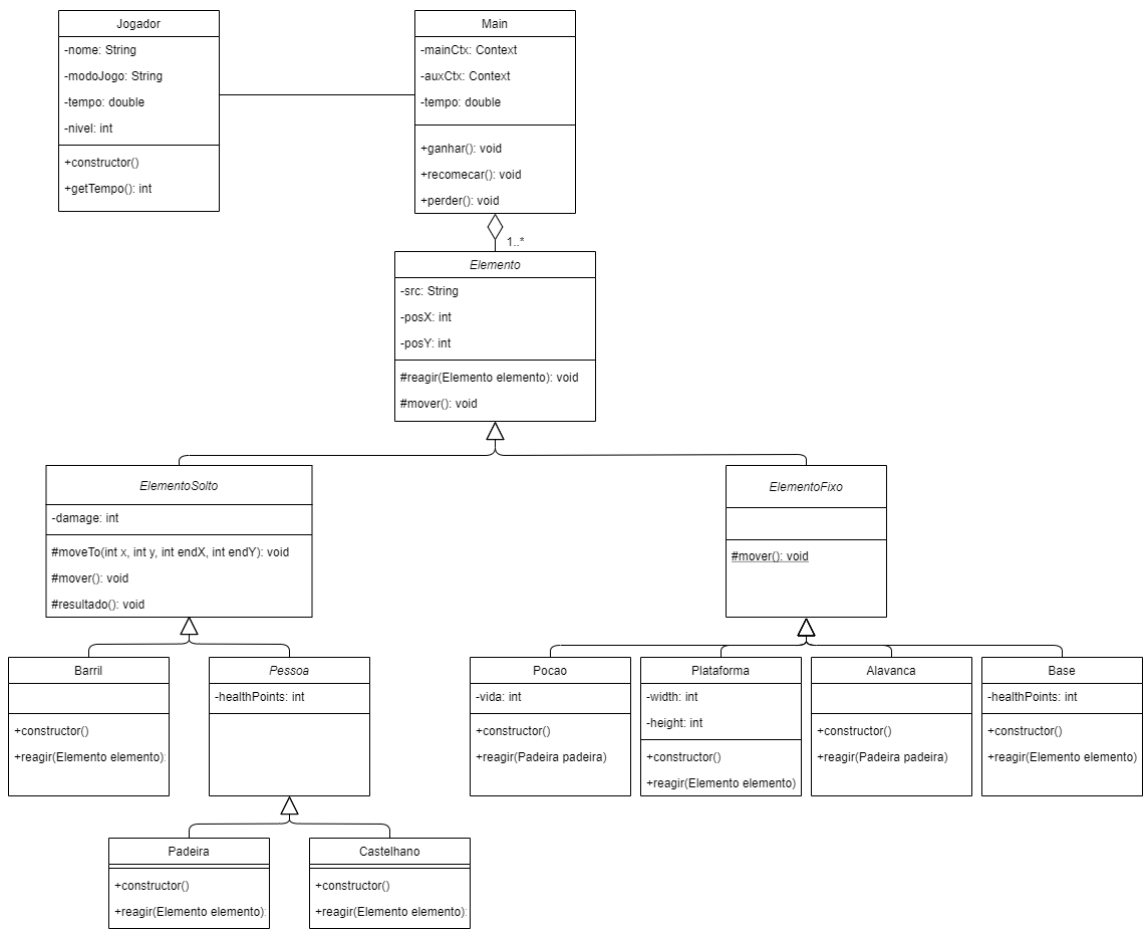 Jogador
-nome: String
-modoJogo: String
-tempo: double
-nivel: int
+constructor()
+getTempo(): int
Main
-mainCtx: Context
-auxCtx: Context
-tempo: double
+ganhar(): void
+recomecar(): void
+perder(): void
1..*
Elemento
-src: String
-posX: int
-posY: int
#reagir(Elemento elemento): void
#mover(): void
ElementoSolto
-damage: int
#moveTo(int x, int y, int endX, int endY): void
#mover(): void
#resultado(): void
ElementoFixo
#mover(): void
Barril
+constructor()
+reagir(Elemento elemento):
Pessoa
-healthPoints: int
Pocao
-vida: int
+constructor()
+reagir(Padeira padeira)
Plataforma
-width: int
-height: int
+constructor()
+reagir(Elemento elemento)
Alavanca
+constructor()
+reagir(Padeira padeira)
Base
-healthPoints: int
+constructor()
+reagir(Elemento elemento)
Padeira
+constructor()
+reagir(Elemento elemento):
Castelhano
+constructor()
+reagir(Elemento elemento):